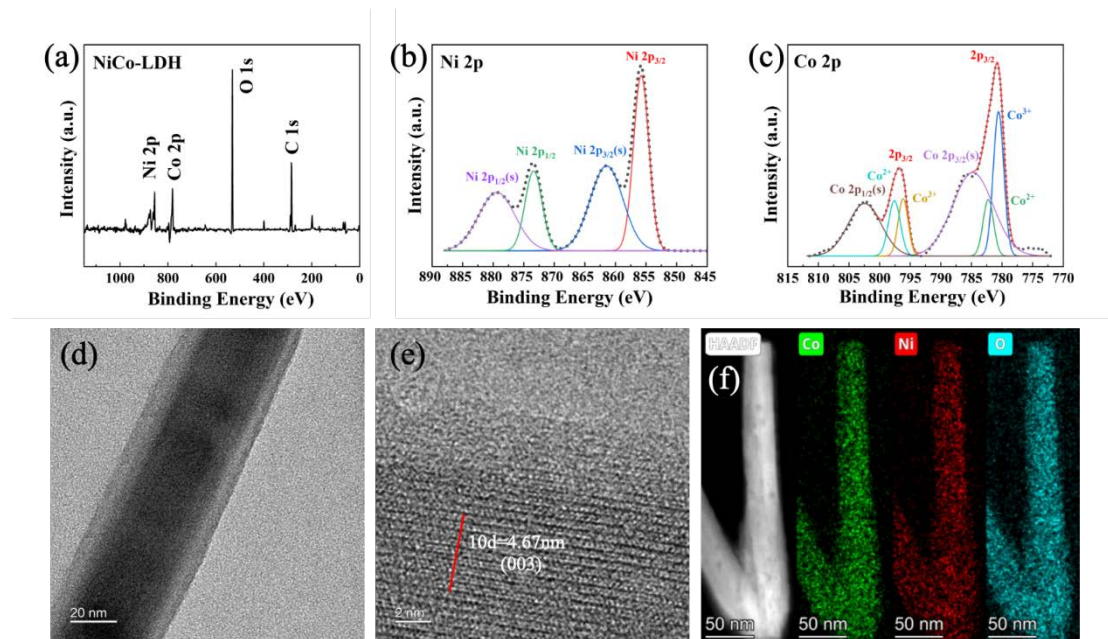 (a)
NiCo-LDH
Ni 2p
Co 2p
O 1s
C 1s
Intensity (a.u.)
1000 800 600 400 200 0
Binding Energy (eV)
(b)
Ni 2p
Ni 2p3/2
Ni 2p1/2
Ni 2p3/2(s)
Ni 2p1/2(s)
Intensity (a.u.)
890 885 880 875 870 865 860 855 850 845
Binding Energy (eV)
(c)
Co 2p
2p3/2
Co3+
Co 2p3/2(s)
2p3/2
Co2+
Co3+
Co2+
Co 2p1/2(s)
Intensity (a.u.)
815 810 805 800 795 790 785 780 775 770
Binding Energy (eV)
(d)
20 nm
(e)
10d=4.67nm
(003)
2 nm
HAADF
Co
Ni
O
(f)
50 nm
50 nm
50 nm
50 nm